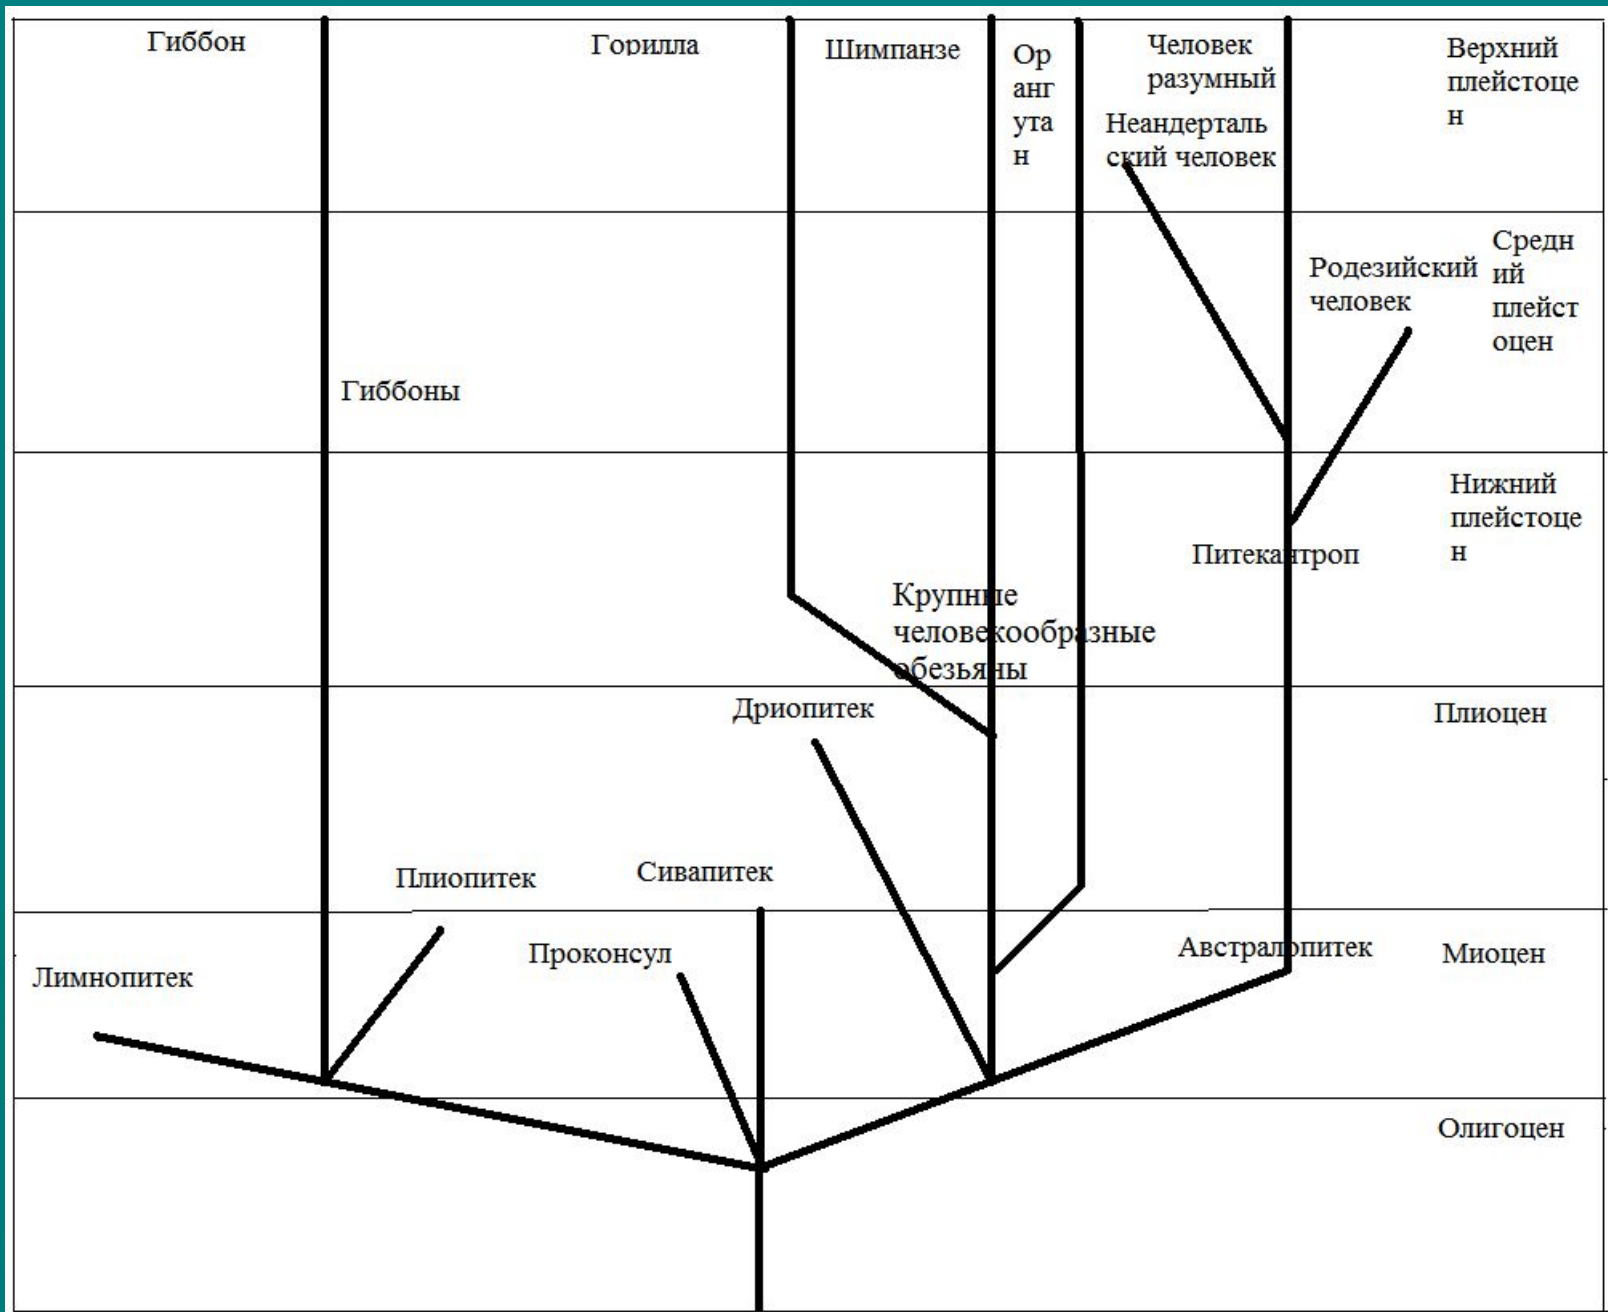 Гиббон
Горилла
Шимпанзе
Ор
анг
ута
н
Человек
разумный
Неандерталь
ский человек
Верхний
плейстоце
н
Родезийский
человек
Средн
ий
плейст
оцен
Гиббоны
Нижний
плейстоце
н
Питекантроп
Крупные
человекообразные
обезьяны
Дриопитек
Плиоцен
Плиопитек
Сивапитек
Проконсул
Австралопитек
Миоцен
Лимнопитек
Олигоцен